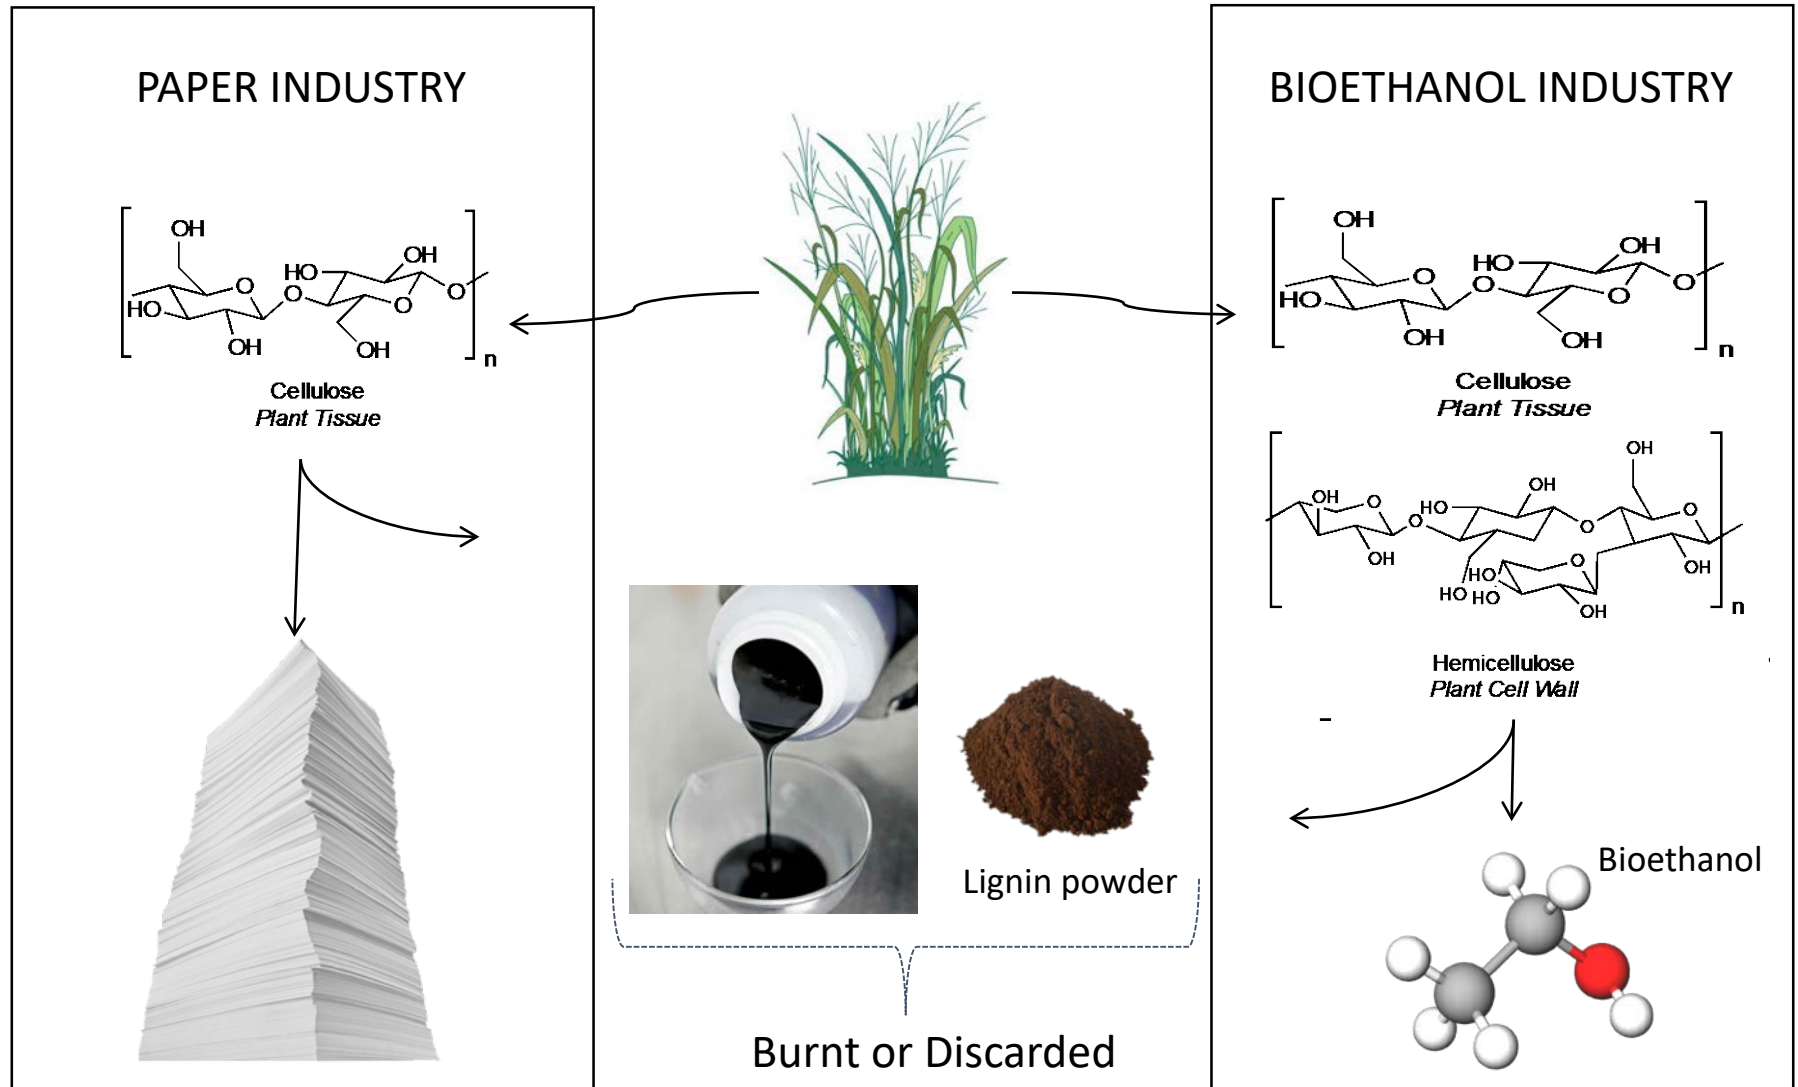 PAPER INDUSTRY
OH
O
HO
OH
HO
O
O
O
OH
OH
n
Cellulose
Plant Tissue
Lignin powder
Burnt or Discarded
BIOETHANOL INDUSTRY
OH
O
HO
OH
HO
O
O
O
OH
OH
n
Cellulose
Plant Tissue
OH
OH
O
HO
OH
O
O
O
OH
HO
O
OH
HO
HO
OH
n
Hemicellulose
Plant Cell Wall
-
Bioethanol